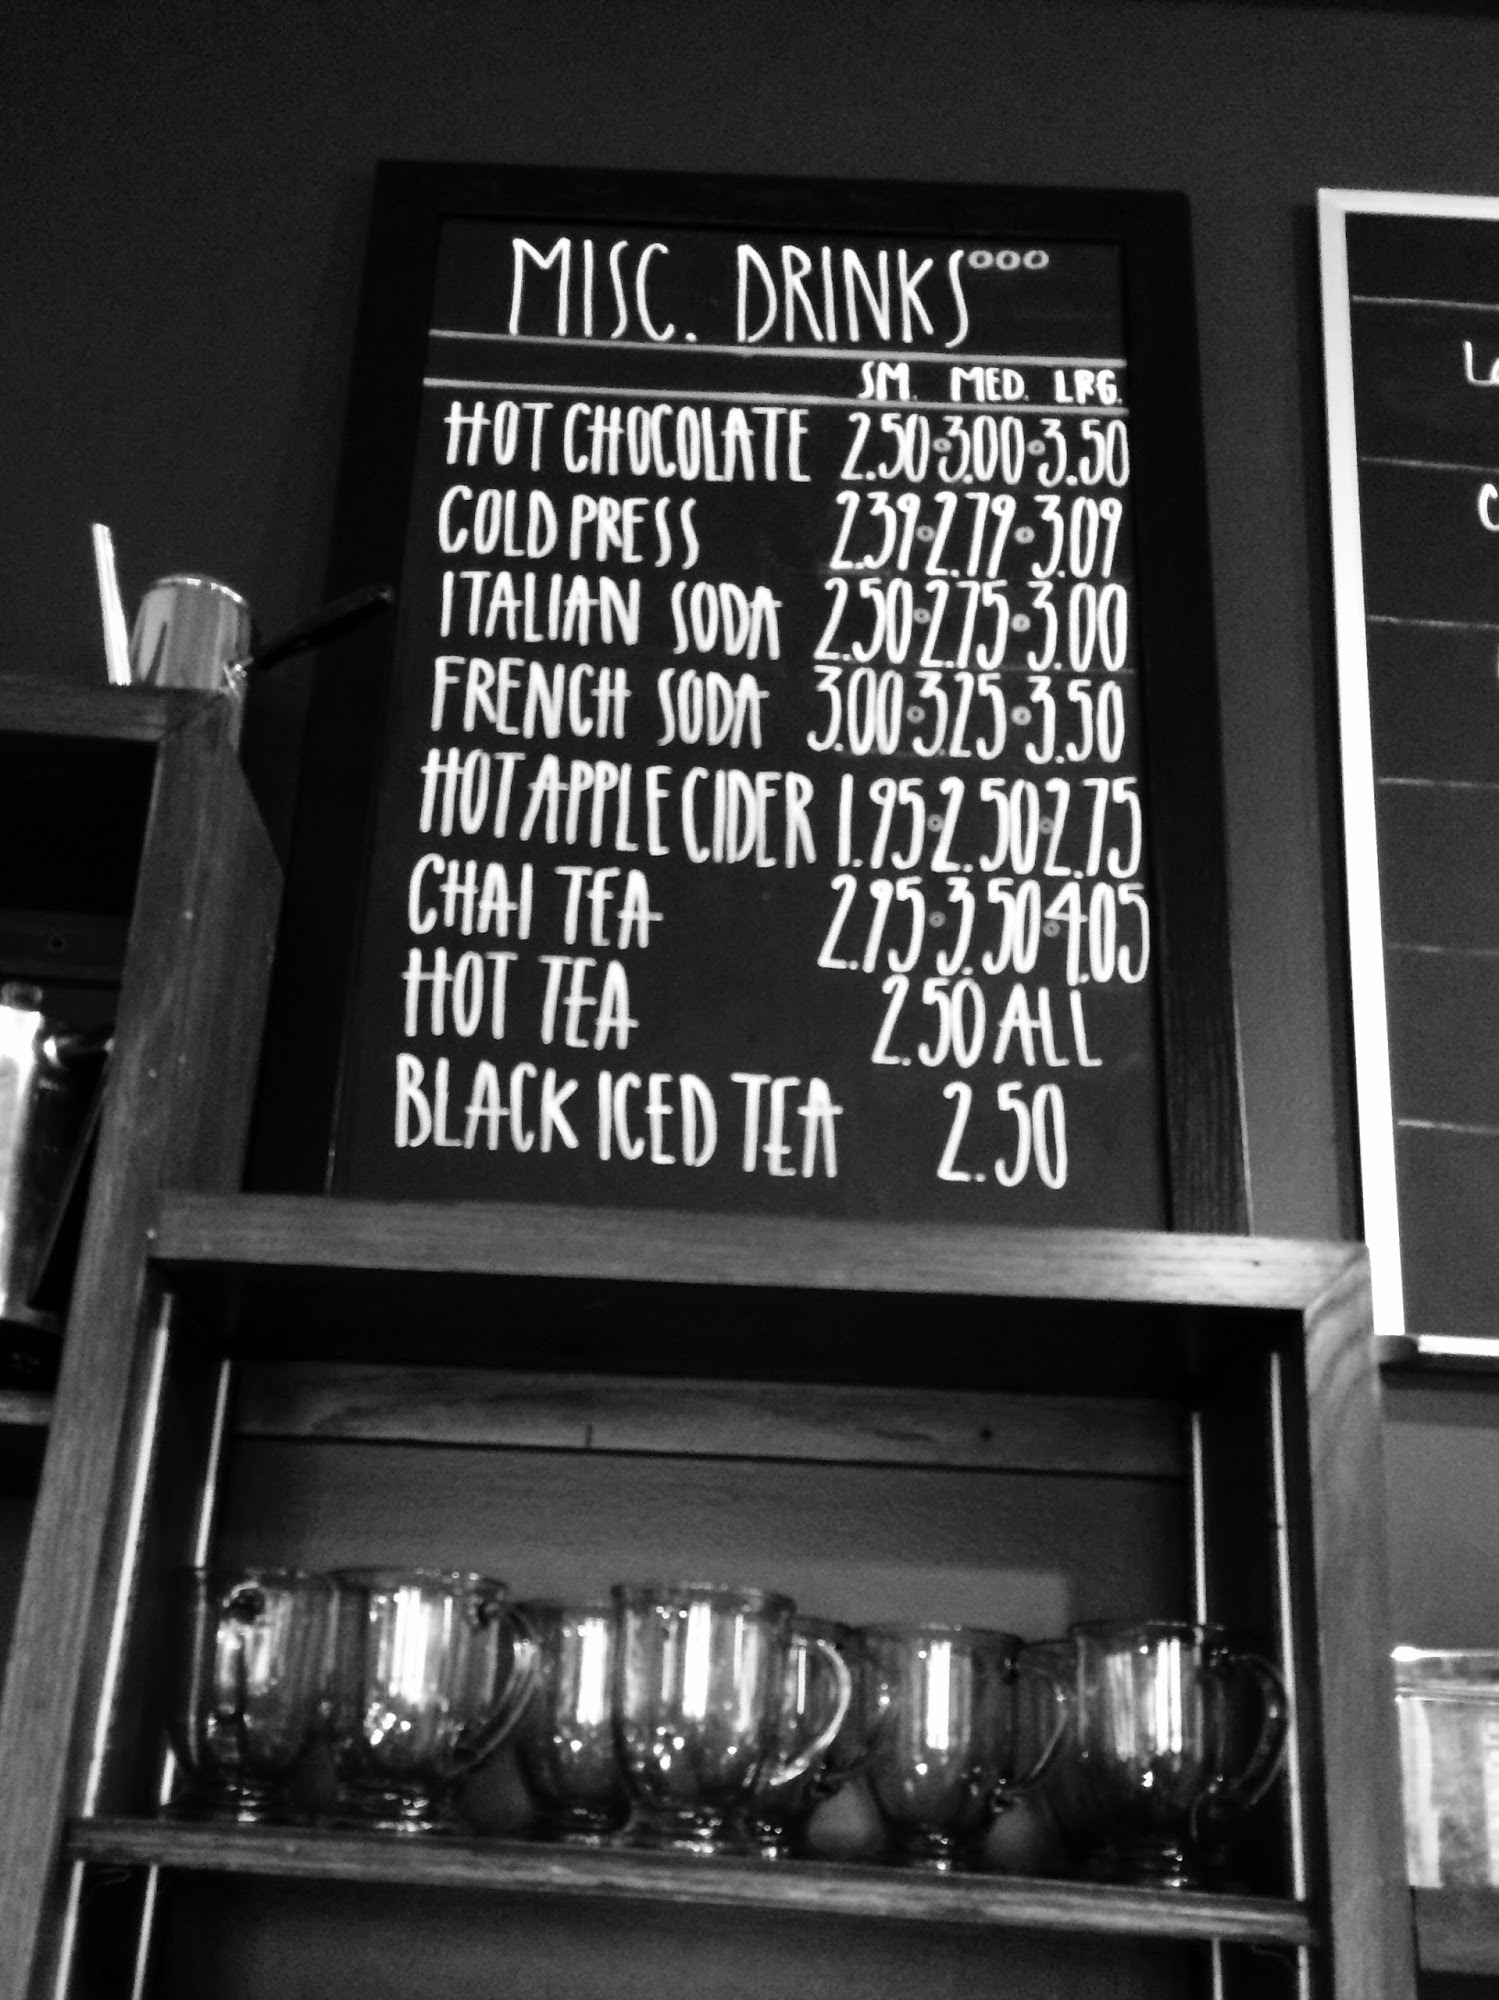 MISC. DRINKS°°°
SM. MED. LRG.
HOT CHOCOLATE 2.50°3.00°3.50
COLD PRESS 2.39°2.79°3.09
ITALIAN SODA 2.50°2.75°3.00
FRENCH SODA 3.00°3.25°3.50
HOT APPLE CIDER 1.95°2.50°2.75
CHAI TEA 2.95°3.50°4.05
HOT TEA 2.50 ALL
BLACK ICED TEA 2.50